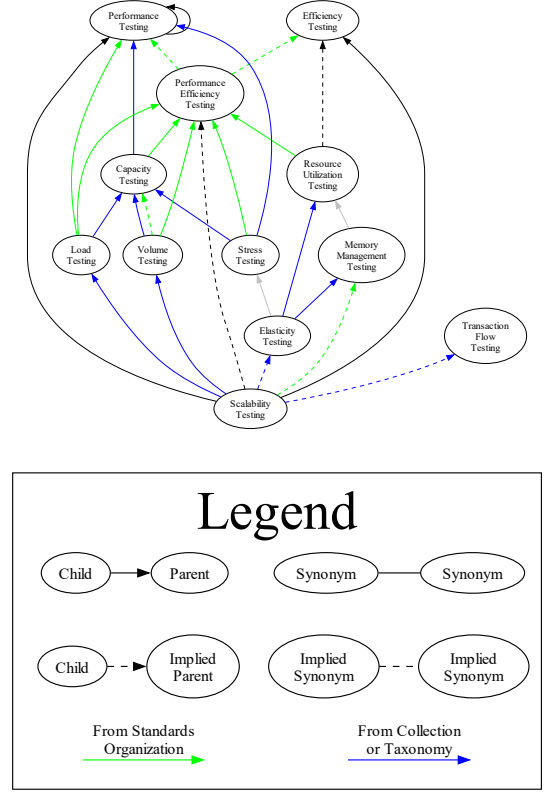 Performance
Testing
Efficiency
Testing
Performance
Efficiency
Testing
Capacity
Testing
Resource
Utilization
Testing
Load
Testing
Volume
Testing
Stress
Testing
Memory
Management
Testing
Elasticity
Testing
Transaction
Flow
Testing
Scalability
Testing
Legend
Child
Parent
Synonym
Synonym
Child
Implied
Parent
Implied
Synonym
Implied
Synonym
From Standards
Organization
From Collection
or Taxonomy